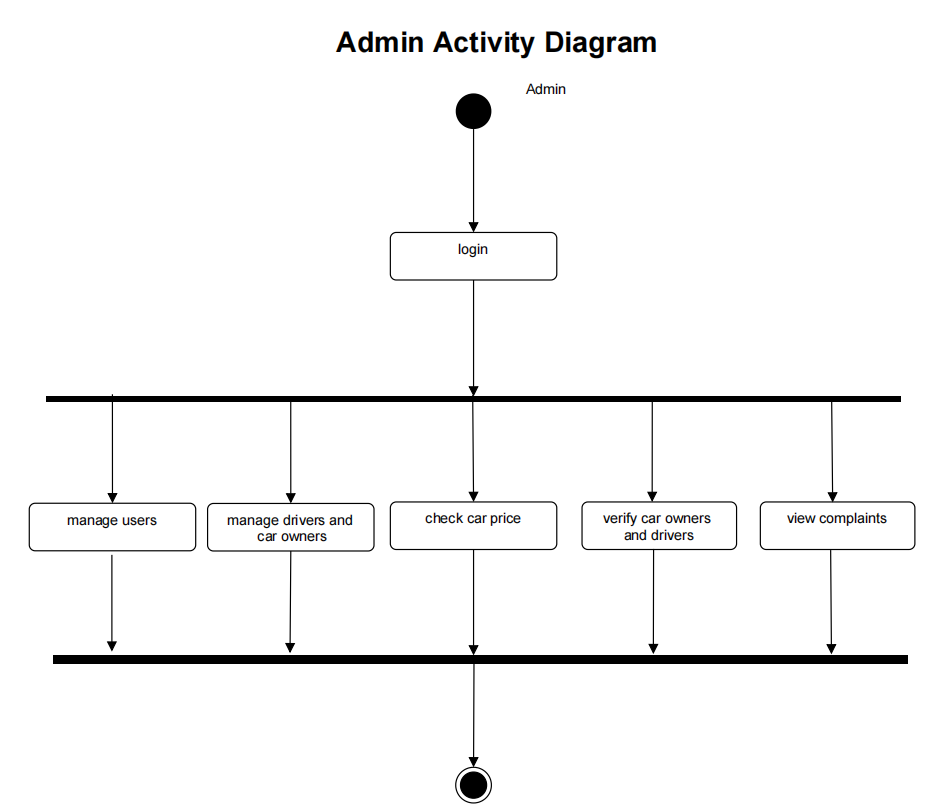 Admin Activity Diagram
Admin
login
manage users
manage drivers and
car owners
check car price
verify car owners
and drivers
view complaints